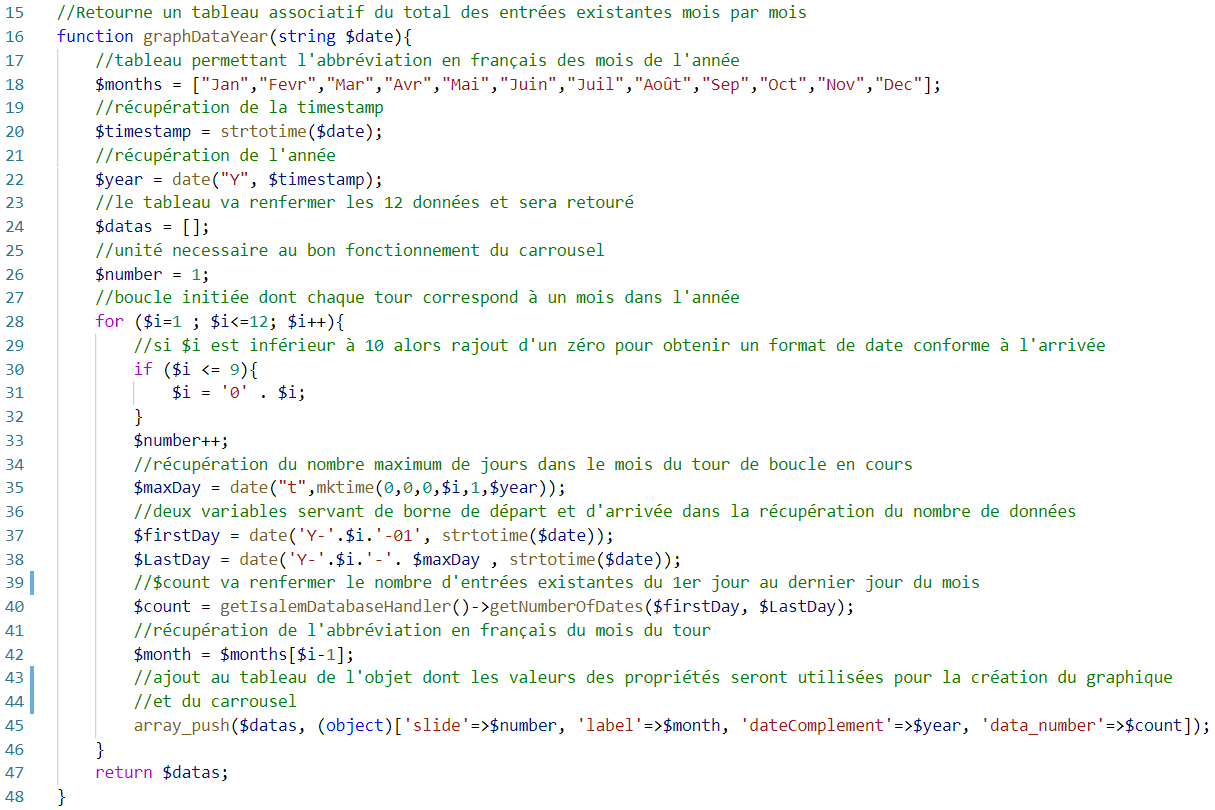 15 //Retourne un tableau associatif du total des entrées existantes mois par mois
16 function graphDataYear(string $date){
17 //tableau permettant l'abbréviation en français des mois de l'année
18 $months = ["Jan","Fevr","Mar","Avr","Mai","Juin","Juil","Août","Sep","Oct","Nov","Dec"];
19 //récupération de la timestamp
20 $timestamp = strtotime($date);
21 //récupération de l'année
22 $year = date("Y", $timestamp);
23 //le tableau va renfermer les 12 données et sera retouré
24 $datas = [];
25 //unité necessaire au bon fonctionnement du carrousel
26 $number = 1;
27 //boucle initiée dont chaque tour correspond à un mois dans l'année
28 for ($i=1 ; $i<=12; $i++){
29 //si $i est inférieur à 10 alors rajout d'un zéro pour obtenir un format de date conforme à l'arrivée
30 if ($i <= 9){
31 $i = '0' . $i;
32 }
33 $number++;
34 //récupération du nombre maximum de jours dans le mois du tour de boucle en cours
35 $maxDay = date("t",mktime(0,0,0,$i,1,$year));
36 //deux variables servant de borne de départ et d'arrivée dans la récupération du nombre de données
37 $firstDay = date('Y-'.$i.'-01', strtotime($date));
38 $LastDay = date('Y-'.$i.'-'. $maxDay , strtotime($date));
39 //$count va renfermer le nombre d'entrées existantes du 1er jour au dernier jour du mois
40 $count = getIsalemDatabaseHandler()->getNumberOfDates($firstDay, $LastDay);
41 //récupération de l'abbréviation en français du mois du tour
42 $month = $months[$i-1];
43 //ajout au tableau de l'objet dont les valeurs des propriétés seront utilisées pour la création du graphique
44 //et du carrousel
45 array_push($datas, (object)['slide'=>$number, 'label'=>$month, 'dateComplement'=>$year, 'data_number'=>$count]);
46 }
47 return $datas;
48 }